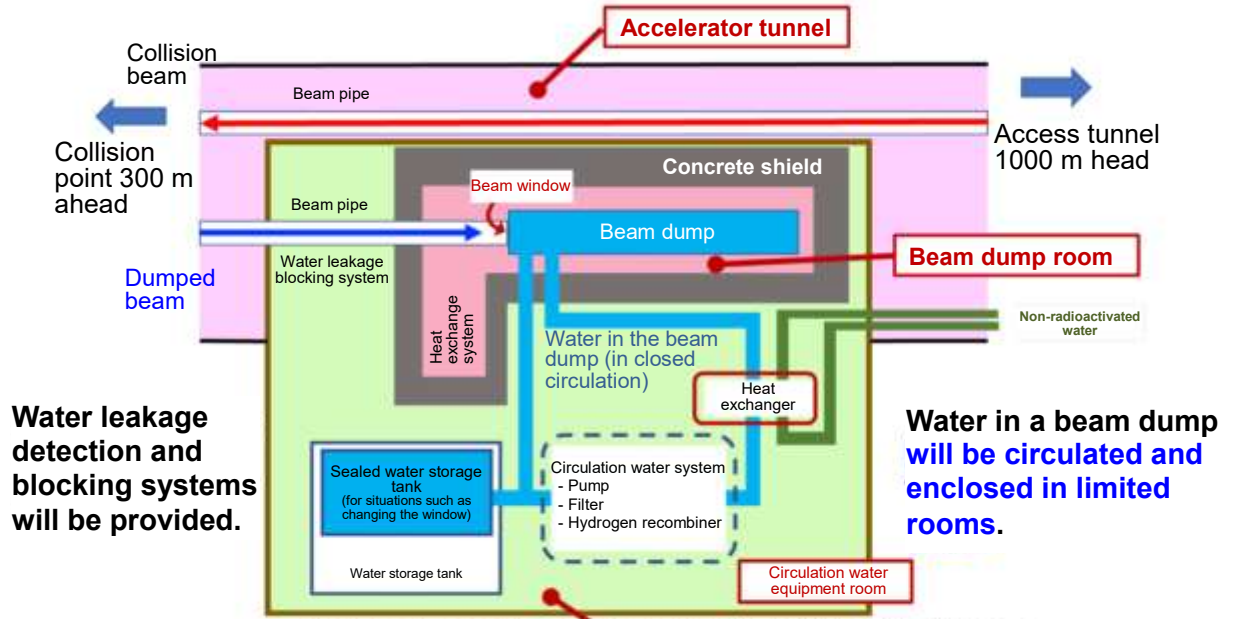 Accelerator tunnel
Collision
beam
Beam pipe
Collision
point 300 m
ahead
Access tunnel
1000 m head
Concrete shield
Beam window
Beam pipe
Beam dump
Beam dump room
Water leakage
blocking system
Dumped
beam
Heat
exchange
system
Non-radioactivated
water
Water in the beam
dump (in closed
circulation)
Heat
exchanger
Water leakage
detection and
blocking systems
will be provided.
Water in a beam dump
will be circulated and
enclosed in limited
rooms.
Sealed water storage
tank
(for situations such as
changing the window)
Water storage tank
Circulation water system
- Pump
- Filter
- Hydrogen recombiner
Circulation water
equipment room